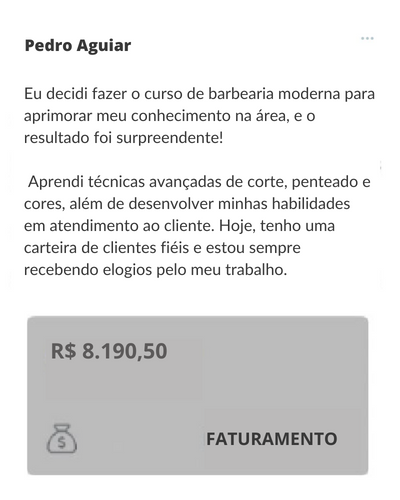 Pedro Aguiar
Eu decidi fazer o curso de barbearia moderna para
aprimorar meu conhecimento na área, e o
resultado foi surpreendente!
Aprendi técnicas avançadas de corte, penteado e
cores, além de desenvolver minhas habilidades
em atendimento ao cliente. Hoje, tenho uma
carteira de clientes fiéis e estou sempre
recebendo elogios pelo meu trabalho.
R$ 8.190,50
$
FATURAMENTO